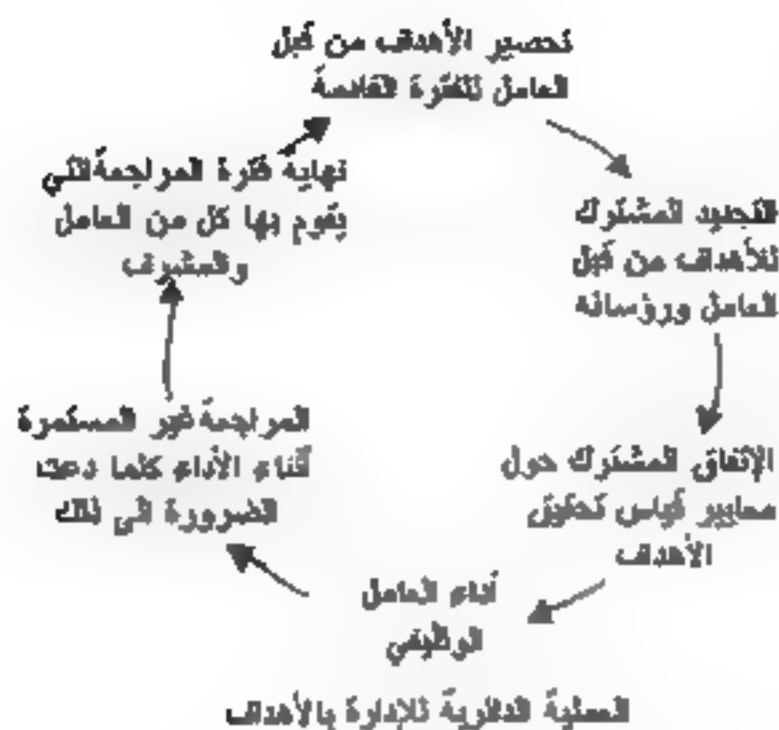 تحضير الأهداف من قبل
العامل للفترة القادمة
التحديد المشترك
للأهداف من قبل
العامل ورؤسائه
الإتفاق المشترك حول
معايير قياس تحقيق
الأهداف
أداء العامل
الوظيفي
المراجعة غير المستمرة
أثناء الأداء كلما دعت
الضرورة الى ذلك
نهاية فترة المراجعة التي
يقوم بها كل من العامل
والمشرف
العملية الدائرية للإدارة بالأهداف